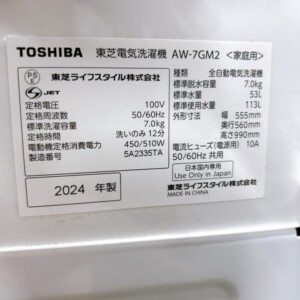 TOSHIBA 東芝電気洗濯機 AW-7GM2 <家庭用>
PS
E
JET
東芝ライフスタイル株式会社
定格電圧 100V
定格周波数 50/60Hz
標準洗濯容量 7.0kg
定格時間 洗いのみ 12分
電動機定格消費電力 450/510W
製造番号 5A2335TA
2024 年製
種類 全自動電気洗濯機
標準脱水容量 7.0kg
標準水量 53L
標準使用水量 113L
外形寸法 幅 555mm
奥行560mm
高さ990mm
電流ヒューズ(電源用) 10A
50/60Hz 共用
日本国内専用
Use Only in Japan
東芝ライフスタイル株式会社
MADE IN CHINA